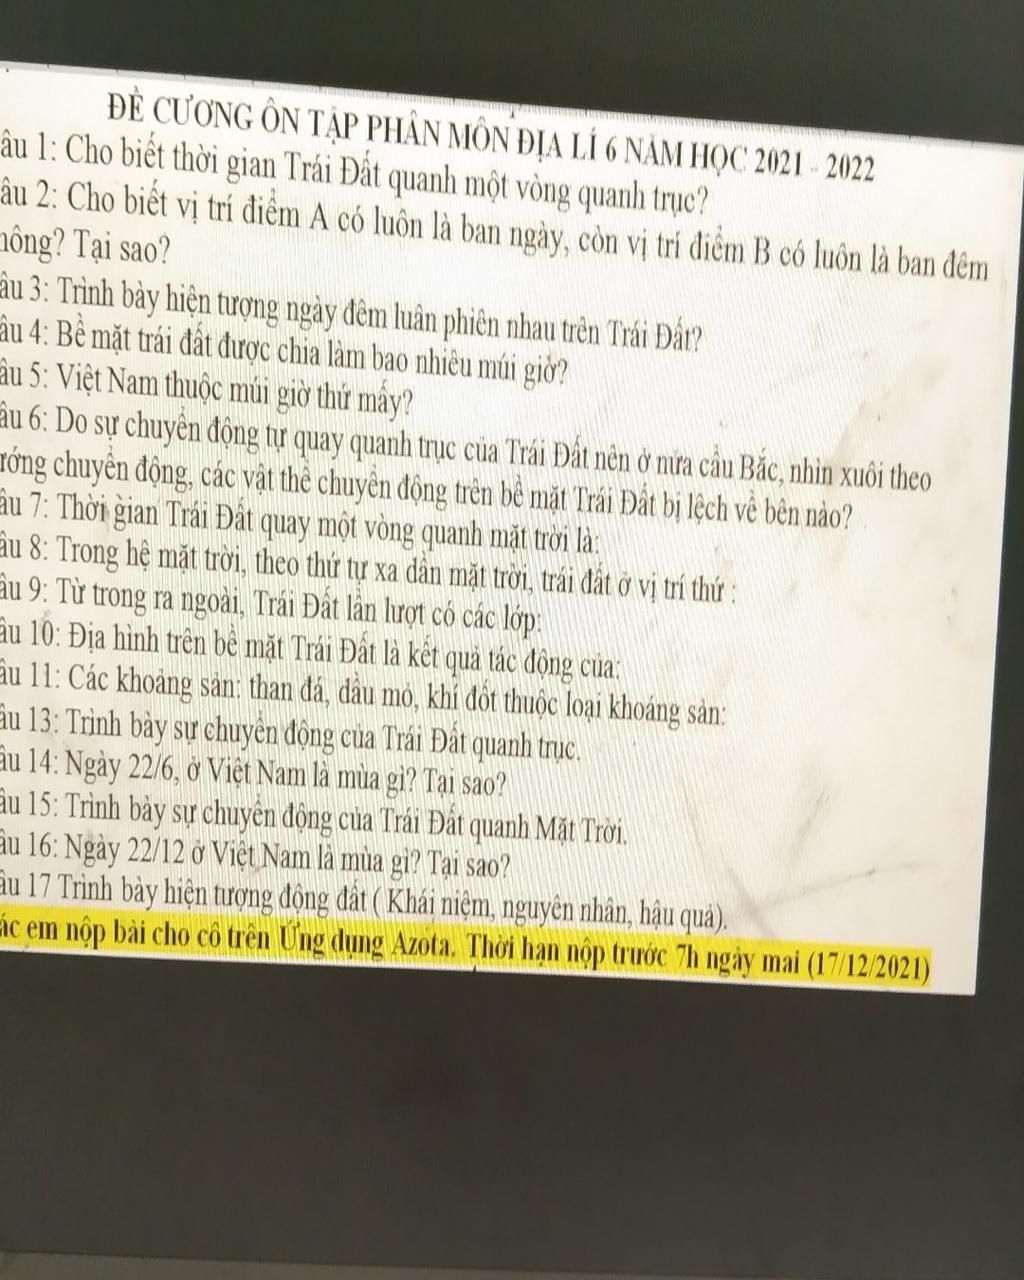 ĐỀ CƯƠNG ÔN TẬP PHÂN MÔN ĐỊA LÍ 6 NĂM HỌC 2021 - 2022
âu 1: Cho biết thời gian Trái Đất quanh một vòng quanh trục?
âu 2: Cho biết vị trí điểm A có luôn là ban ngày, còn vị trí điểm B có luôn là ban đêm
hông? Tại sao?
âu 3: Trình bày hiện tượng ngày đêm luân phiên nhau trên Trái Đất?
âu 4: Bề mặt trái đất được chia làm bao nhiêu múi giờ?
âu 5: Việt Nam thuộc múi giờ thứ mấy?
âu 6: Do sự chuyển động tự quay quanh trục của Trái Đất nên ở nửa cầu Bắc, nhìn xuôi theo
ướng chuyển động, các vật thể chuyển động trên bề mặt Trái Đất bị lệch về bên nào?
âu 7: Thời gian Trái Đất quay một vòng quanh mặt trời là:
âu 8: Trong hệ mặt trời, theo thứ tự xa dần mặt trời, trái đất ở vị trí thứ :
âu 9: Từ trong ra ngoài, Trái Đất lần lượt có các lớp:
âu 10: Địa hình trên bề mặt Trái Đất là kết quả tác động của:
âu 11: Các khoảng sản: than đá, dầu mỏ, khí đốt thuộc loại khoáng sản:
âu 13: Trình bày sự chuyển động của Trái Đất quanh trục.
âu 14: Ngày 22/6, ở Việt Nam là mùa gì? Tại sao?
âu 15: Trình bày sự chuyển động của Trái Đất quanh Mặt Trời.
âu 16: Ngày 22/12 ở Việt Nam là mùa gì? Tại sao?
âu 17 Trình bày hiện tượng động đất ( Khái niệm, nguyên nhân, hậu quả).
ác em nộp bài cho cô trên Ứng dụng Azota. Thời hạn nộp trước 7h ngày mai (17/12/2021)